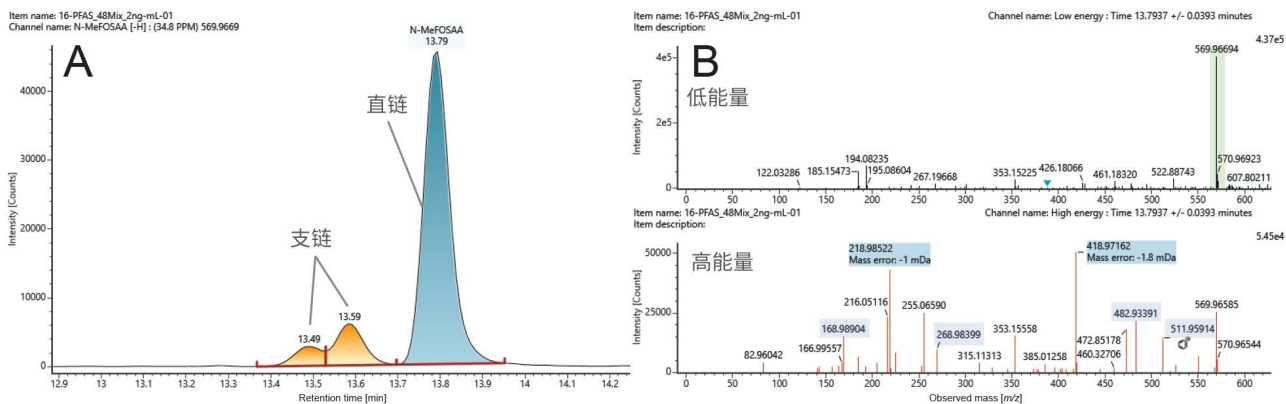 Item name: 16-PFAS_48Mix_2ng-mL-01
Channel name: N-MeFOSAA [-H] : (34.8 PPM) 569.9669
A
N-MeFOSAA
13.79
直链
支链
13.49
13.59
Intensity [Counts]
40000
30000
20000
10000
0
12.9 13 13.1 13.2 13.3 13.4 13.5 13.6 13.7 13.8 13.9 14 14.1 14.2
Retention time [min]
Item name: 16-PFAS_48Mix_2ng-mL-01 Channel name: Low energy : Time 13.7937 +/- 0.0393 minutes
Item description:
4.37e5
B
低能量
Intensity [Counts]
4e5
2e5
0
569.96694
122.03286
185.15473
194.08235
195.08604
267.19668
353.15225
426.18066
461.18320
522.88743
570.96923
607.80211
0 50 100 150 200 250 300 350 400 450 500 550 600
Item name: 16-PFAS_48Mix_2ng-mL-01 Channel name: High energy : Time 13.7937 +/- 0.0393 minutes
Item description:
5.45e4
高能量
Intensity [Counts]
50000
25000
0
218.98522
Mass error: -1 mDa
418.97162
Mass error: -1.8 mDa
216.05116
255.06590
168.98904
166.99557
82.96042
268.98399
315.11313
353.15558
385.01258
472.85178
460.32706
482.93391
511.95914
569.96585
570.96544
0 50 100 150 200 250 300 350 400 450 500 550 600
Observed mass [m/z]